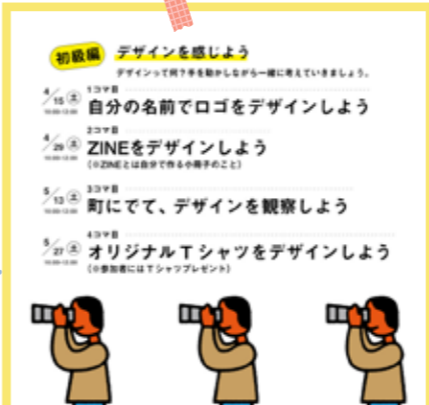 初級編 デザインを感じよう
デザインって何?手を動かしながら一緒に考えていきましょう。
4/15 土 1コマ目
自分の名前でロゴをデザインしよう
4/29 土 2コマ目
ZINEをデザインしよう
(※ZINEとは自分で作る小冊子のこと)
5/13 土 3コマ目
町にでて、デザインを観察しよう
5/27 土 4コマ目
オリジナルTシャツをデザインしよう
(※参加者にはTシャツプレゼント)